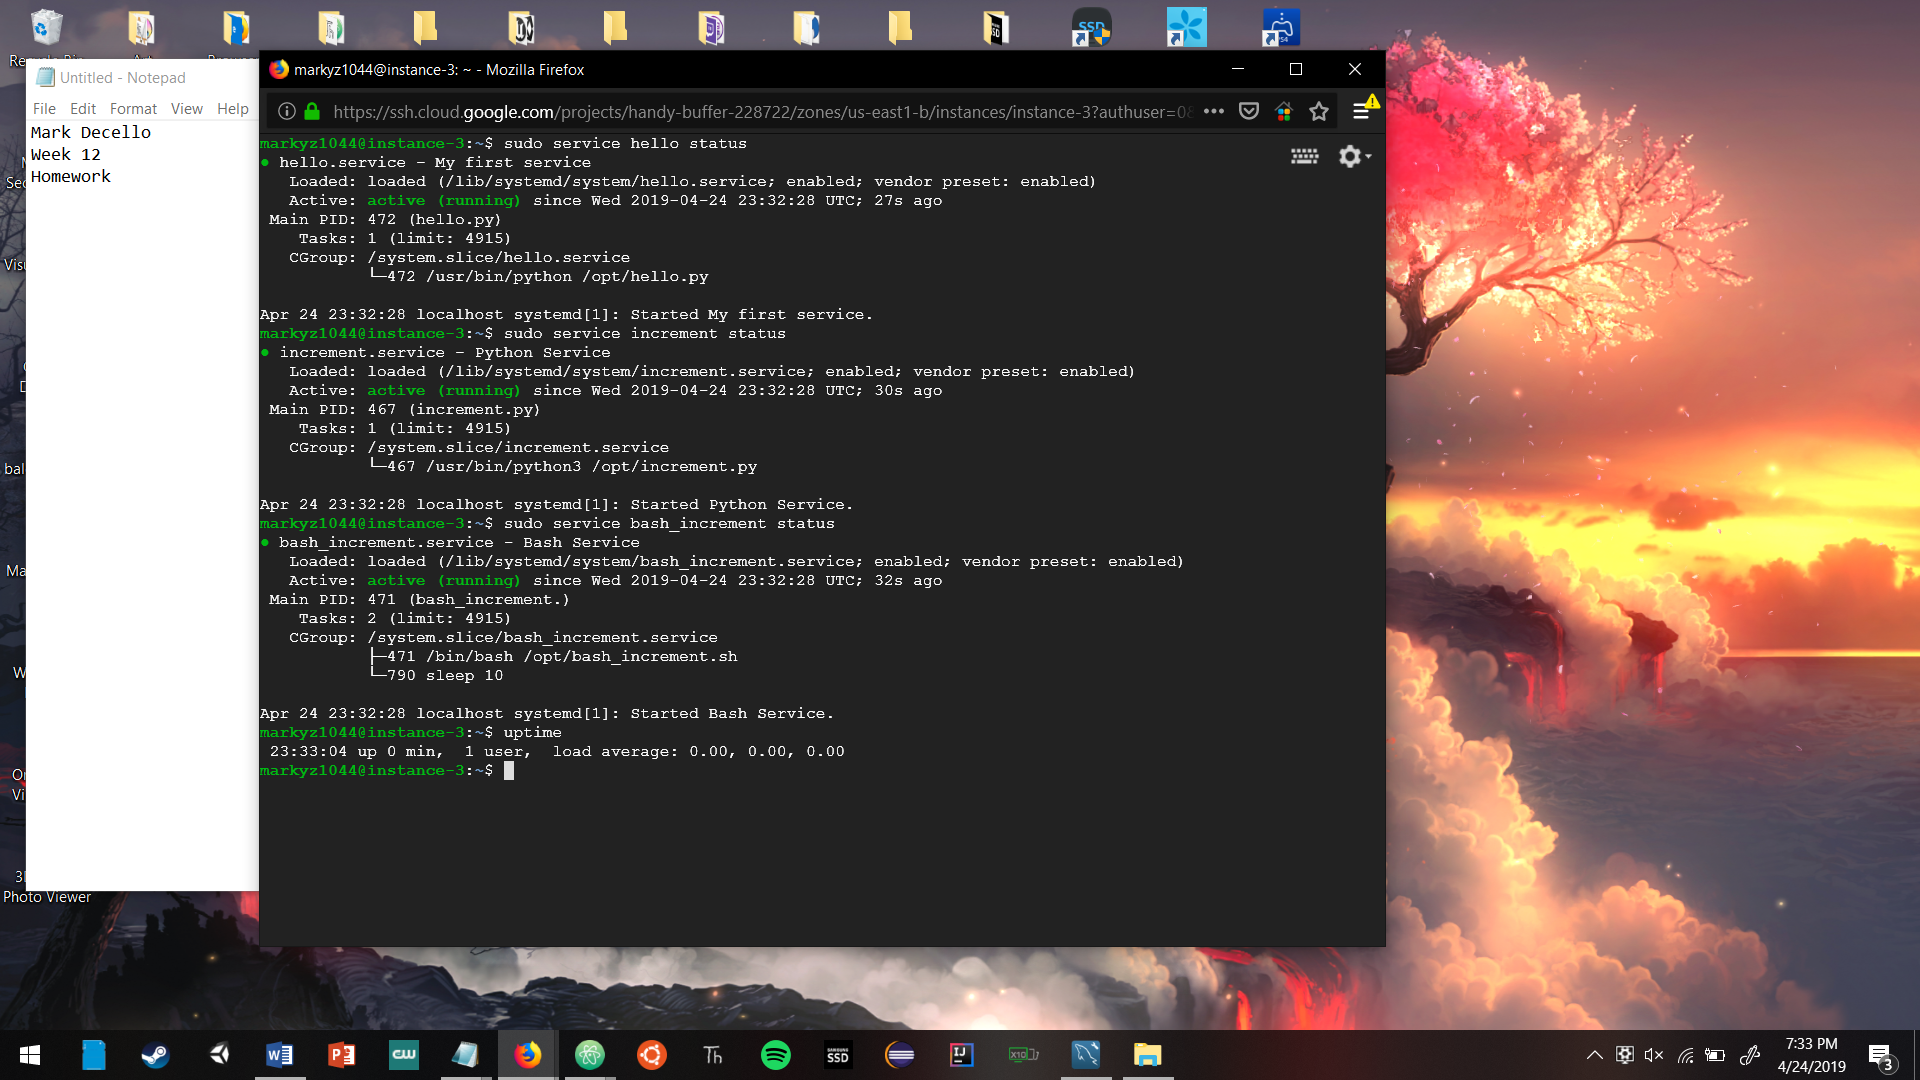 Untitled - Notepad
File Edit Format View Help
Mark Decello
Week 12
Homework
Photo Viewer
markyz1044@instance-3: ~ - Mozilla Firefox
https://ssh.cloud.google.com/projects/handy-buffer-228722/zones/us-east1-b/instances/instance-3?authuser=0
markyz1044@instance-3:~$ sudo service hello status
● hello.service - My first service
Loaded: loaded (/lib/systemd/system/hello.service; enabled; vendor preset: enabled)
Active: active (running) since Wed 2019-04-24 23:32:28 UTC; 27s ago
Main PID: 472 (hello.py)
Tasks: 1 (limit: 4915)
CGroup: /system.slice/hello.service
└─472 /usr/bin/python /opt/hello.py
Apr 24 23:32:28 localhost systemd[1]: Started My first service.
markyz1044@instance-3:~$ sudo service increment status
● increment.service - Python Service
Loaded: loaded (/lib/systemd/system/increment.service; enabled; vendor preset: enabled)
Active: active (running) since Wed 2019-04-24 23:32:28 UTC; 30s ago
Main PID: 467 (increment.py)
Tasks: 1 (limit: 4915)
CGroup: /system.slice/increment.service
└─467 /usr/bin/python3 /opt/increment.py
Apr 24 23:32:28 localhost systemd[1]: Started Python Service.
markyz1044@instance-3:~$ sudo service bash_increment status
● bash_increment.service - Bash Service
Loaded: loaded (/lib/systemd/system/bash_increment.service; enabled; vendor preset: enabled)
Active: active (running) since Wed 2019-04-24 23:32:28 UTC; 32s ago
Main PID: 471 (bash_increment.)
Tasks: 2 (limit: 4915)
CGroup: /system.slice/bash_increment.service
├─471 /bin/bash /opt/bash_increment.sh
└─790 sleep 10
Apr 24 23:32:28 localhost systemd[1]: Started Bash Service.
markyz1044@instance-3:~$ uptime
23:33:04 up 0 min, 1 user, load average: 0.00, 0.00, 0.00
markyz1044@instance-3:~$
7:33 PM
4/24/2019
3